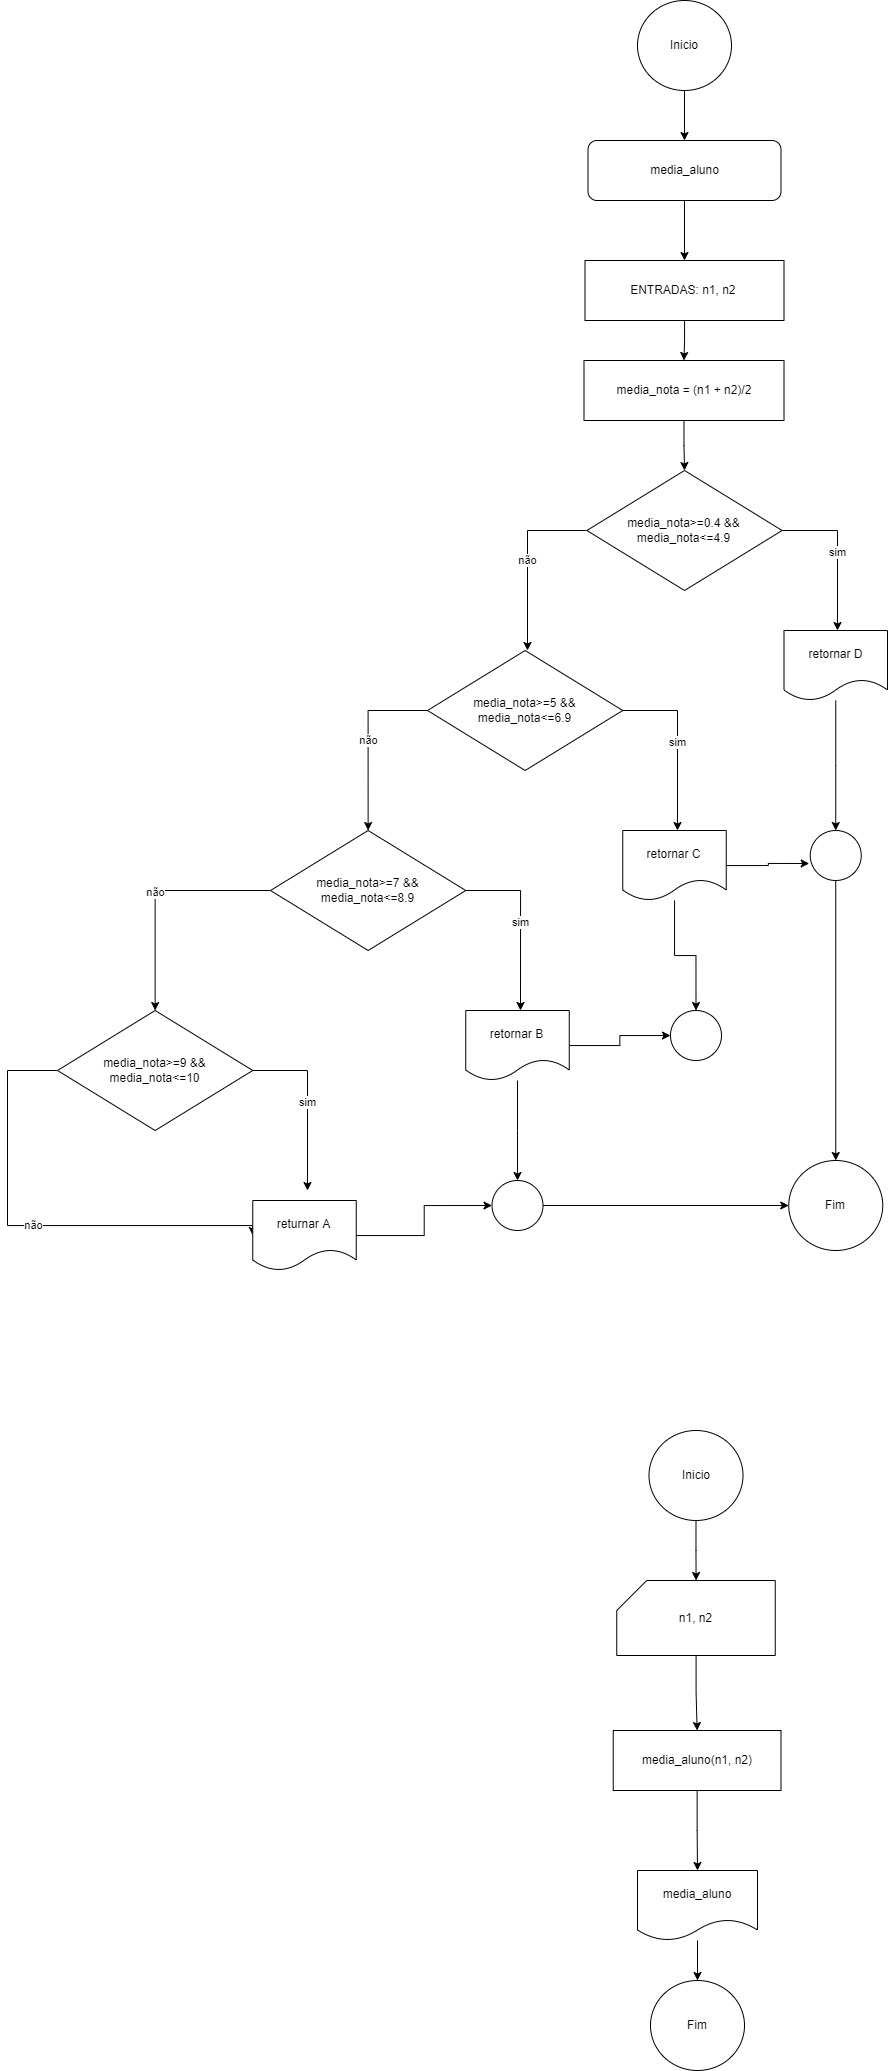 Inicio
media_aluno
ENTRADAS: n1, n2
media_nota = (n1 + n2)/2
media_nota>=0.4 &&
media_nota<=4.9
sim
não
retornar D
media_nota>=5 &&
media_nota<=6.9
não
sim
retornar C
media_nota>=7 &&
media_nota<=8.9
não
sim
retornar B
media_nota>=9 &&
media_nota<=10
sim
não
returnar A
Fim
Inicio
n1, n2
media_aluno(n1, n2)
media_aluno
Fim